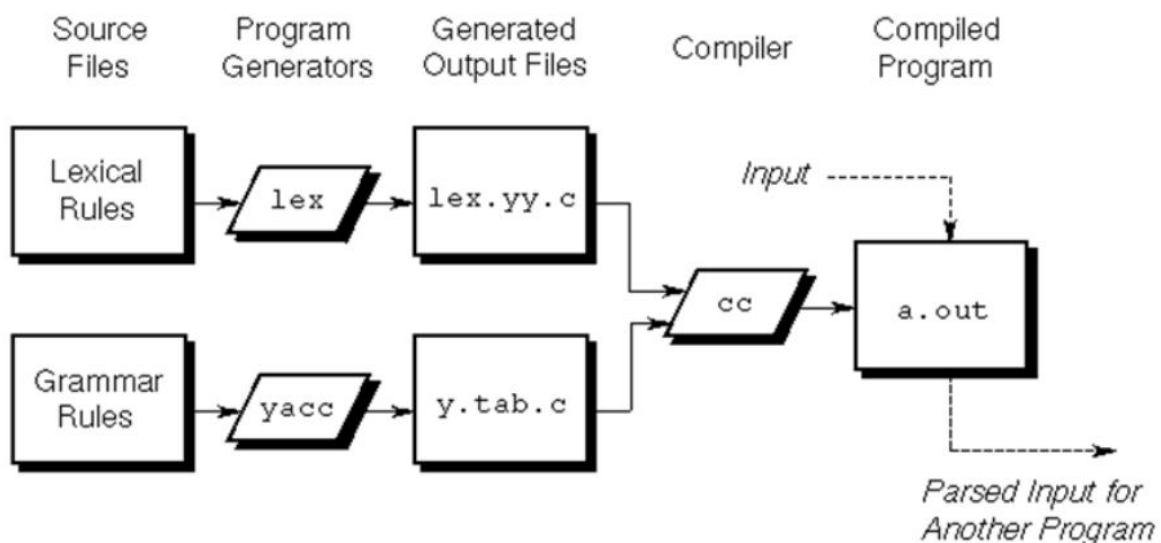 Source
Files
Program
Generators
Generated
Output Files
Compiler
Compiled
Program
Lexical
Rules
lex
lex.yy.c
Input
cc
a.out
Grammar
Rules
yacc
y.tab.c
Parsed Input for
Another Program